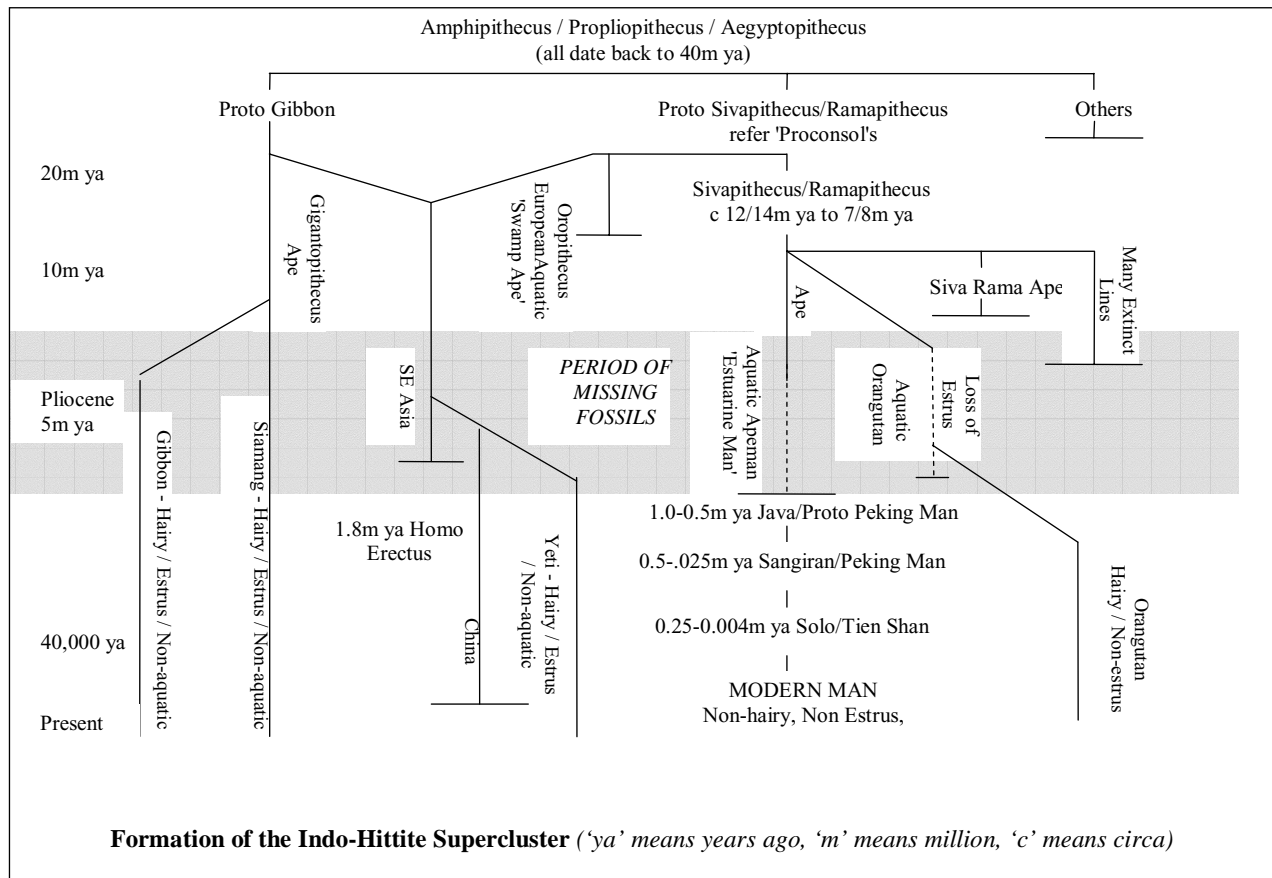 Amphipithecus / Propliopithecus / Aegyptopithecus
(all date back to 40m ya)
Proto Gibbon
Proto Sivapithecus/Ramapithecus
refer 'Proconsol's
Others
20m ya
Sivapithecus/Ramapithecus
c 12/14m ya to 7/8m ya
Gigantopithecus
Ape
Oropithecus
EuropeanAquatic
'Swamp Ape'
10m ya
Ape
Siva Rama Ape
Many Extinct
Lines
SE Asia
PERIOD OF
MISSING
FOSSILS
Aquatic Apeman
'Estuarine Man'
Aquatic
Orangutan
Loss of
Estrus
Pliocene
5m ya
Gibbon - Hairy / Estrus / Non-aquatic
Siamang - Hairy / Estrus / Non-aquatic
1.8m ya Homo
Erectus
China
Yeti - Hairy / Estrus
/ Non-aquatic
1.0-0.5m ya Java/Proto Peking Man
0.5-.025m ya Sangiran/Peking Man
0.25-0.004m ya Solo/Tien Shan
Orangutan
Hairy / Non-estrus
40,000 ya
MODERN MAN
Non-hairy, Non Estrus,
Present
Formation of the Indo-Hittite Supercluster (‘ya’ means years ago, ‘m’ means million, ‘c’ means circa)